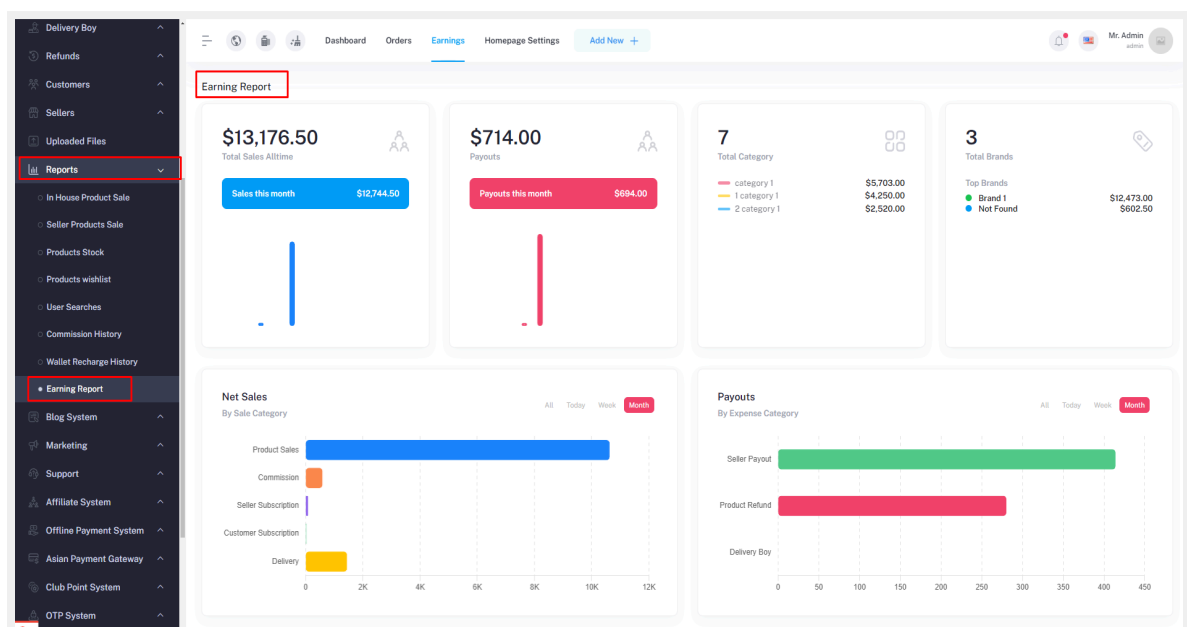 Delivery Boy
Refunds
Customers
Sellers
Uploaded Files
Reports
In House Product Sale
Seller Products Sale
Products Stock
Products wishlist
User Searches
Commission History
Wallet Recharge History
Earning Report
Blog System
Marketing
Support
Affiliate System
Offline Payment System
Asian Payment Gateway
Club Point System
OTP System
Dashboard Orders Earnings Homepage Settings Add New +
Mr. Admin
admin
Earning Report
$13,176.50
Total Sales Alltime
Sales this month $12,744.50
$714.00
Payouts
Payouts this month $694.00
7
Total Category
category 1 $5,703.00
1 category 1 $4,250.00
2 category 1 $2,520.00
3
Total Brands
Top Brands
Brand 1 $12,473.00
Not Found $602.50
Net Sales
By Sale Category
All Today Week Month
Product Sales
Commission
Seller Subscription
Customer Subscription
Delivery
0 2K 4K 6K 8K 10K 12K
Payouts
By Expense Category
All Today Week Month
Seller Payout
Product Refund
Delivery Boy
0 50 100 150 200 250 300 350 400 450